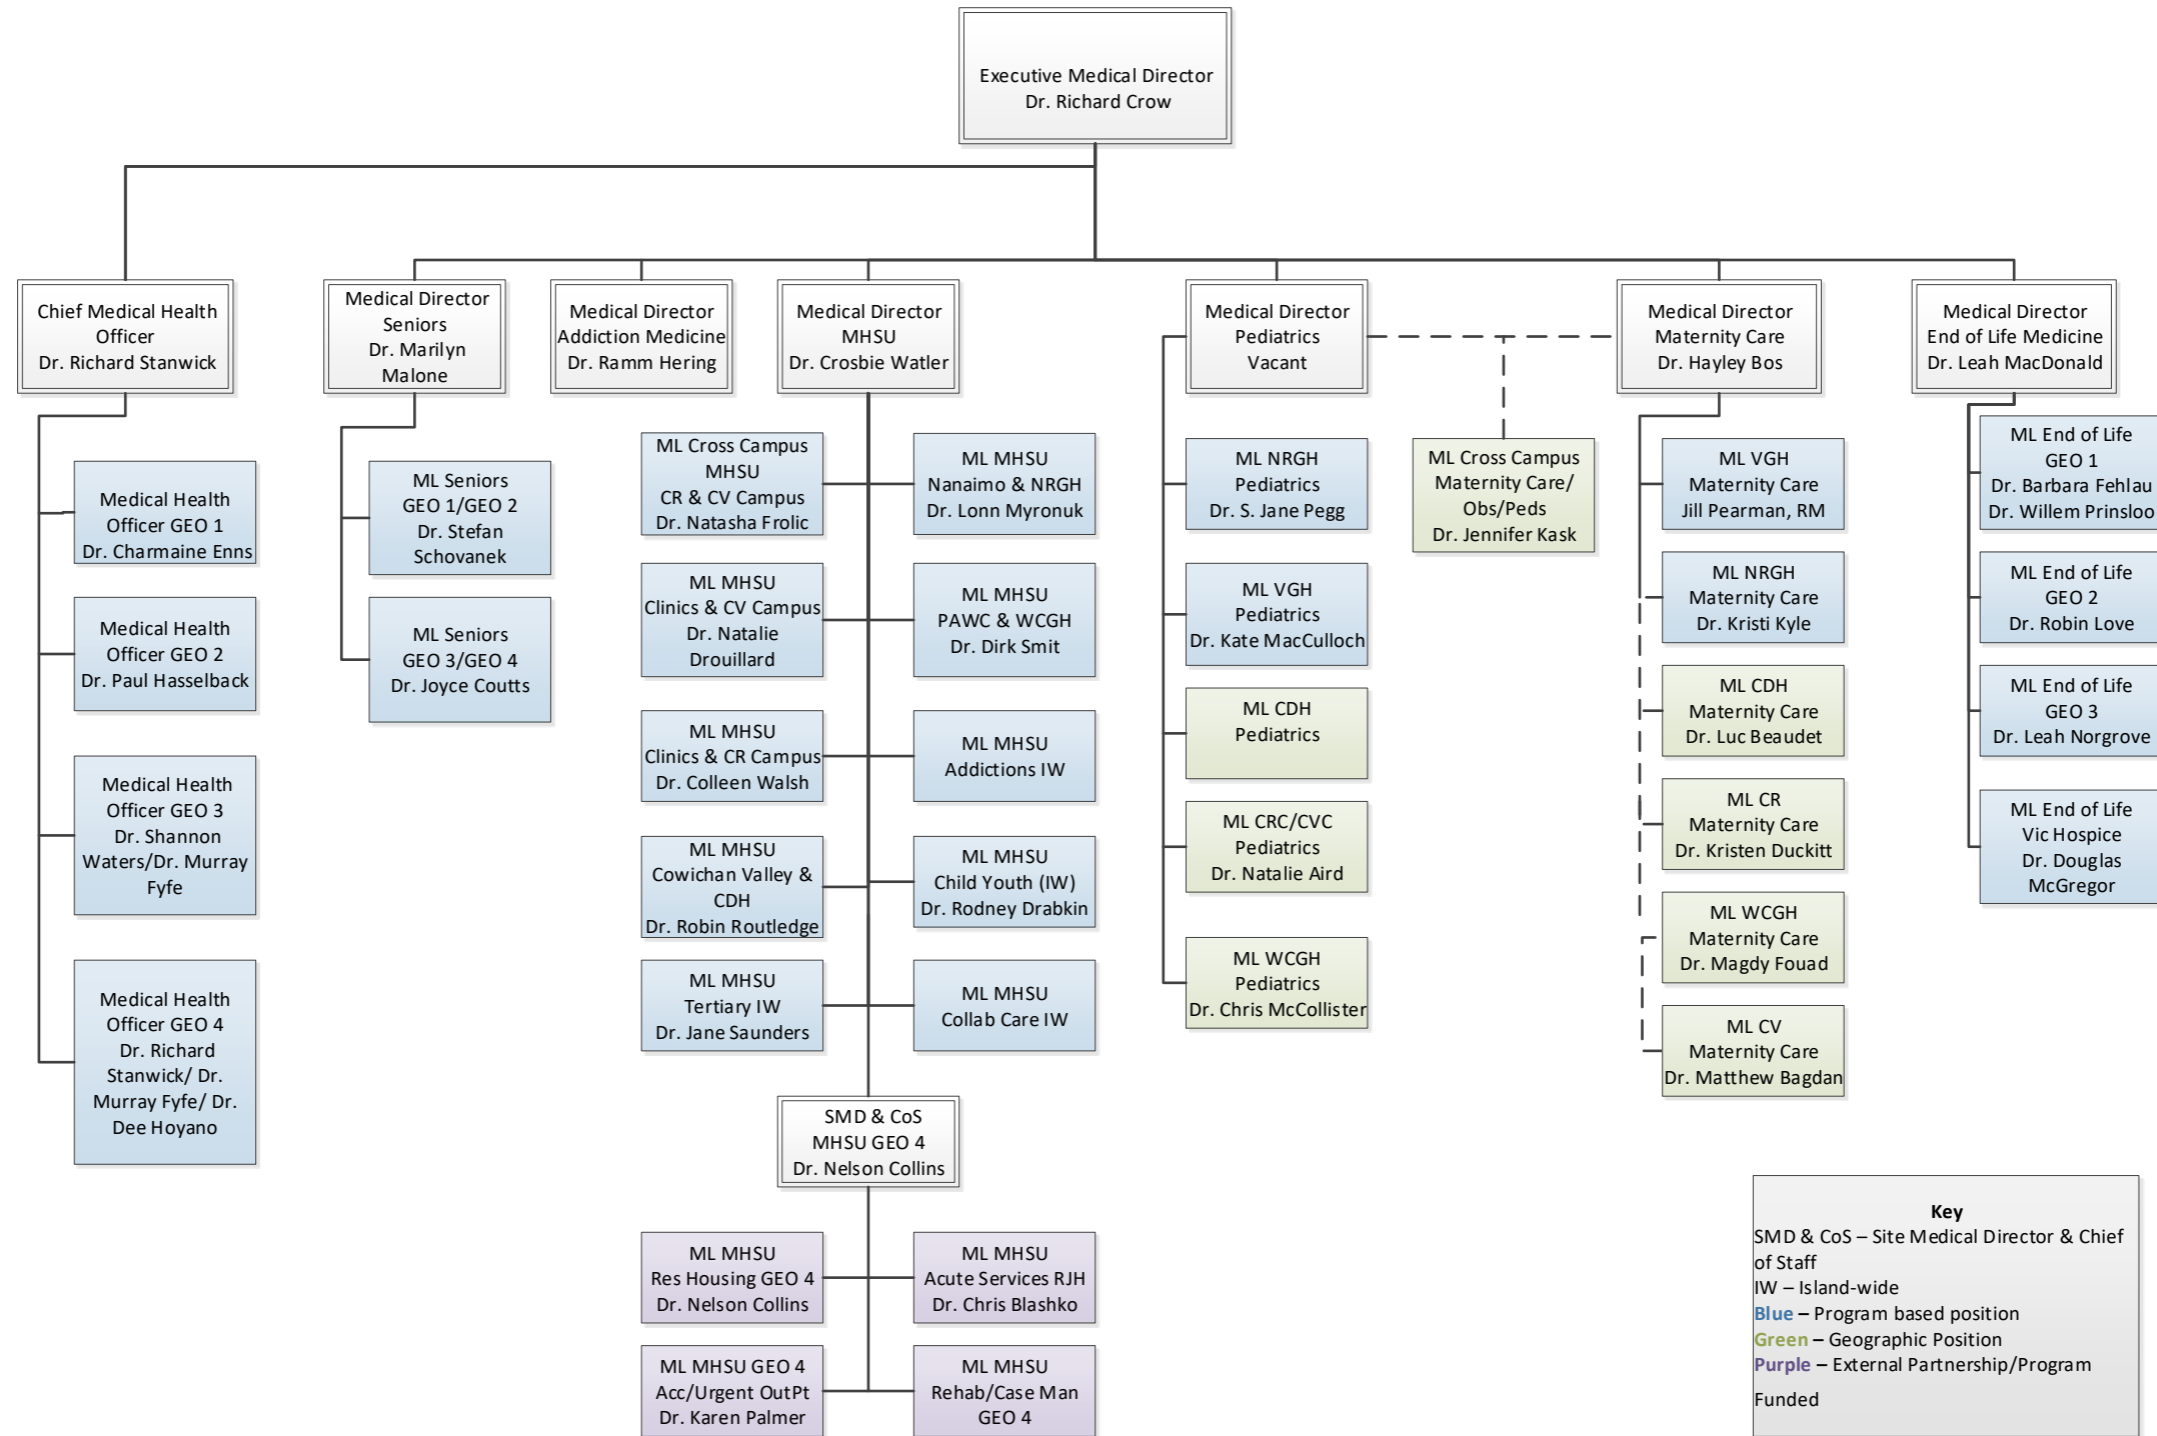 Executive Medical Director
Dr. Richard Crow
Chief Medical Health
Officer
Dr. Richard Stanwick
Medical Director
Seniors
Dr. Marilyn
Malone
Medical Director
Addiction Medicine
Dr. Ramm Hering
Medical Director
MHSU
Dr. Crosbie Watler
Medical Director
Pediatrics
Vacant
Medical Director
Maternity Care
Dr. Hayley Bos
Medical Director
End of Life Medicine
Dr. Leah MacDonald
Medical Health
Officer GEO 1
Dr. Charmaine Enns
Medical Health
Officer GEO 2
Dr. Paul Hasselback
Medical Health
Officer GEO 3
Dr. Shannon
Waters/Dr. Murray
Fyfe
Medical Health
Officer GEO 4
Dr. Richard
Stanwick/ Dr.
Murray Fyfe/ Dr.
Dee Hoyano
ML Seniors
GEO 1/GEO 2
Dr. Stefan
Schovanek
ML Seniors
GEO 3/GEO 4
Dr. Joyce Coutts
ML Cross Campus
MHSU
CR & CV Campus
Dr. Natasha Frolic
ML MHSU
Nanaimo & NRGH
Dr. Lonn Myronuk
ML MHSU
Clinics & CV Campus
Dr. Natalie
Drouillard
ML MHSU
PAWC & WCGH
Dr. Dirk Smit
ML MHSU
Clinics & CR Campus
Dr. Colleen Walsh
ML MHSU
Addictions IW
ML MHSU
Cowichan Valley &
CDH
Dr. Robin Routledge
ML MHSU
Child Youth (IW)
Dr. Rodney Drabkin
ML MHSU
Tertiary IW
Dr. Jane Saunders
ML MHSU
Collab Care IW
SMD & CoS
MHSU GEO 4
Dr. Nelson Collins
ML MHSU
Res Housing GEO 4
Dr. Nelson Collins
ML MHSU
Acute Services RJH
Dr. Chris Blashko
ML MHSU GEO 4
Acc/Urgent OutPt
Dr. Karen Palmer
ML MHSU
Rehab/Case Man
GEO 4
ML NRGH
Pediatrics
Dr. S. Jane Pegg
ML VGH
Pediatrics
Dr. Kate MacCulloch
ML CDH
Pediatrics
ML CRC/CVC
Pediatrics
Dr. Natalie Aird
ML WCGH
Pediatrics
Dr. Chris McCollister
ML Cross Campus
Maternity Care/
Obs/Peds
Dr. Jennifer Kask
ML VGH
Maternity Care
Jill Pearman, RM
ML NRGH
Maternity Care
Dr. Kristi Kyle
ML CDH
Maternity Care
Dr. Luc Beaudet
ML CR
Maternity Care
Dr. Kristen Duckitt
ML WCGH
Maternity Care
Dr. Magdy Fouad
ML CV
Maternity Care
Dr. Matthew Bagdan
ML End of Life
GEO 1
Dr. Barbara Fehlau
Dr. Willem Prinsloo
ML End of Life
GEO 2
Dr. Robin Love
ML End of Life
GEO 3
Dr. Leah Norgrove
ML End of Life
Vic Hospice
Dr. Douglas
McGregor
Key
SMD & CoS – Site Medical Director & Chief
of Staff
IW – Island-wide
Blue – Program based position
Green – Geographic Position
Purple – External Partnership/Program
Funded